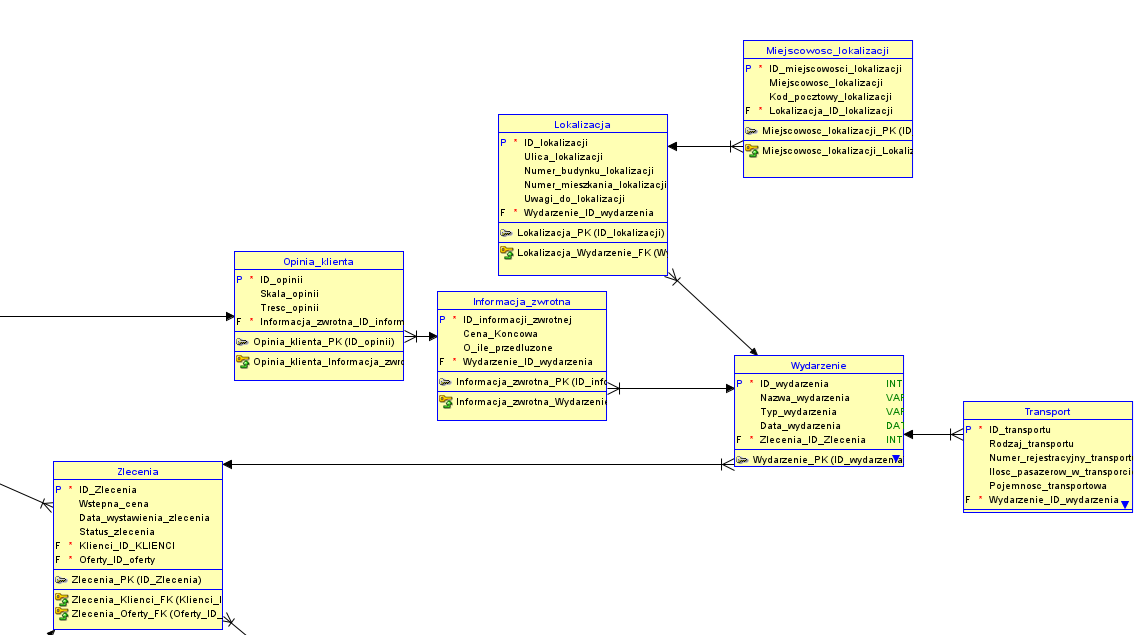 Miejscowosc_lokalizacji
P * ID_miejscowosci_lokalizacji
Miejscowosc_lokalizacji
Kod_pocztowy_lokalizacji
F * Lokalizacja_ID_lokalizacji
Miejscowosc_lokalizacji_PK (ID
Miejscowosc_lokalizacji_Lokaliz
Lokalizacja
P * ID_lokalizacji
Ulica_lokalizacji
Numer_budynku_lokalizacji
Numer_mieszkania_lokalizacji
Uwagi_do_lokalizacji
F * Wydarzenie_ID_wydarzenia
Lokalizacja_PK (ID_lokalizacji)
Lokalizacja_Wydarzenie_FK (W
Opinia_klienta
P * ID_opinii
Skala_opinii
Tresc_opinii
F * Informacja_zwrotna_ID_inform
Opinia_klienta_PK (ID_opinii)
Opinia_klienta_Informacja_zwro
Informacja_zwrotna
P * ID_informacji_zwrotnej
Cena_Koncowa
O_ile_przedluzone
F * Wydarzenie_ID_wydarzenia
Informacja_zwrotna_PK (ID_info
Informacja_zwrotna_Wydarzeni
Wydarzenie
P * ID_wydarzenia INT
Nazwa_wydarzenia VAR
Typ_wydarzenia VAR
Data_wydarzenia DAT
F * Zlecenia_ID_Zlecenia INT
Wydarzenie_PK (ID_wydarzenia
Transport
P * ID_transportu
Rodzaj_transportu
Numer_rejestracyjny_transport
Ilosc_pasazerow_w_transporci
Pojemnosc_transportowa
F * Wydarzenie_ID_wydarzenia
Zlecenia
P * ID_Zlecenia
Wstepna_cena
Data_wystawienia_zlecenia
Status_zlecenia
F * Klienci_ID_KLIENCI
F * Oferty_ID_oferty
Zlecenia_PK (ID_Zlecenia)
Zlecenia_Klienci_FK (Klienci_I
Zlecenia_Oferty_FK (Oferty_ID_